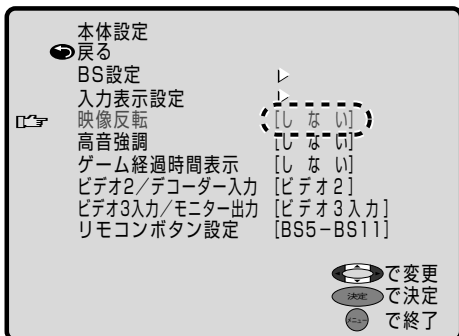 本体設定
戻る
BS設定
入力表示設定
映像反転 [し な い]
高音強調 [し な い]
ゲーム経過時間表示 [し な い]
ビデオ2/デコーダー入力 [ビデオ2]
ビデオ3入力/モニター出力 [ビデオ3入力]
リモコンボタン設定 [BS5-BS11]
で変更
決定 で決定
メニュー で終了